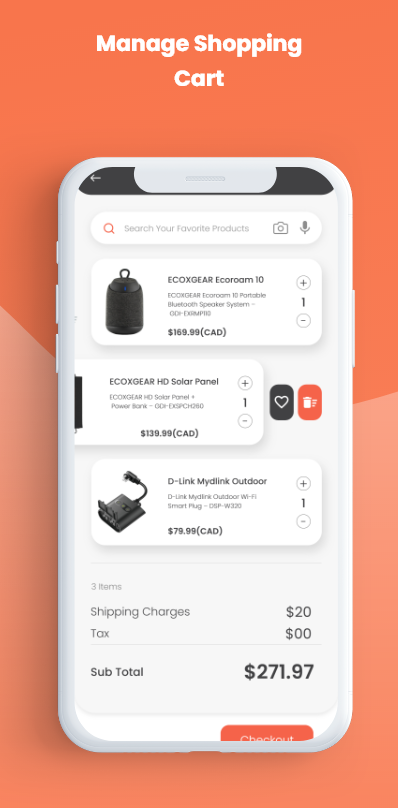 Manage Shopping
Cart
Search Your Favorite Products
ECOXGEAR Ecoroam 10
ECOXGEAR Ecoroam 10 Portable
Bluetooth Speaker System –
GDI-EXRMP110
$169.99(CAD)
1
ECOXGEAR HD Solar Panel
ECOXGEAR HD Solar Panel +
Power Bank – GDI-EXSPCH260
$139.99(CAD)
1
D-Link Mydlink Outdoor
D-Link Mydlink Outdoor Wi-Fi
Smart Plug – DSP-W320
$79.99(CAD)
1
3 Items
Shipping Charges $20
Tax $00
Sub Total $271.97
Checkout